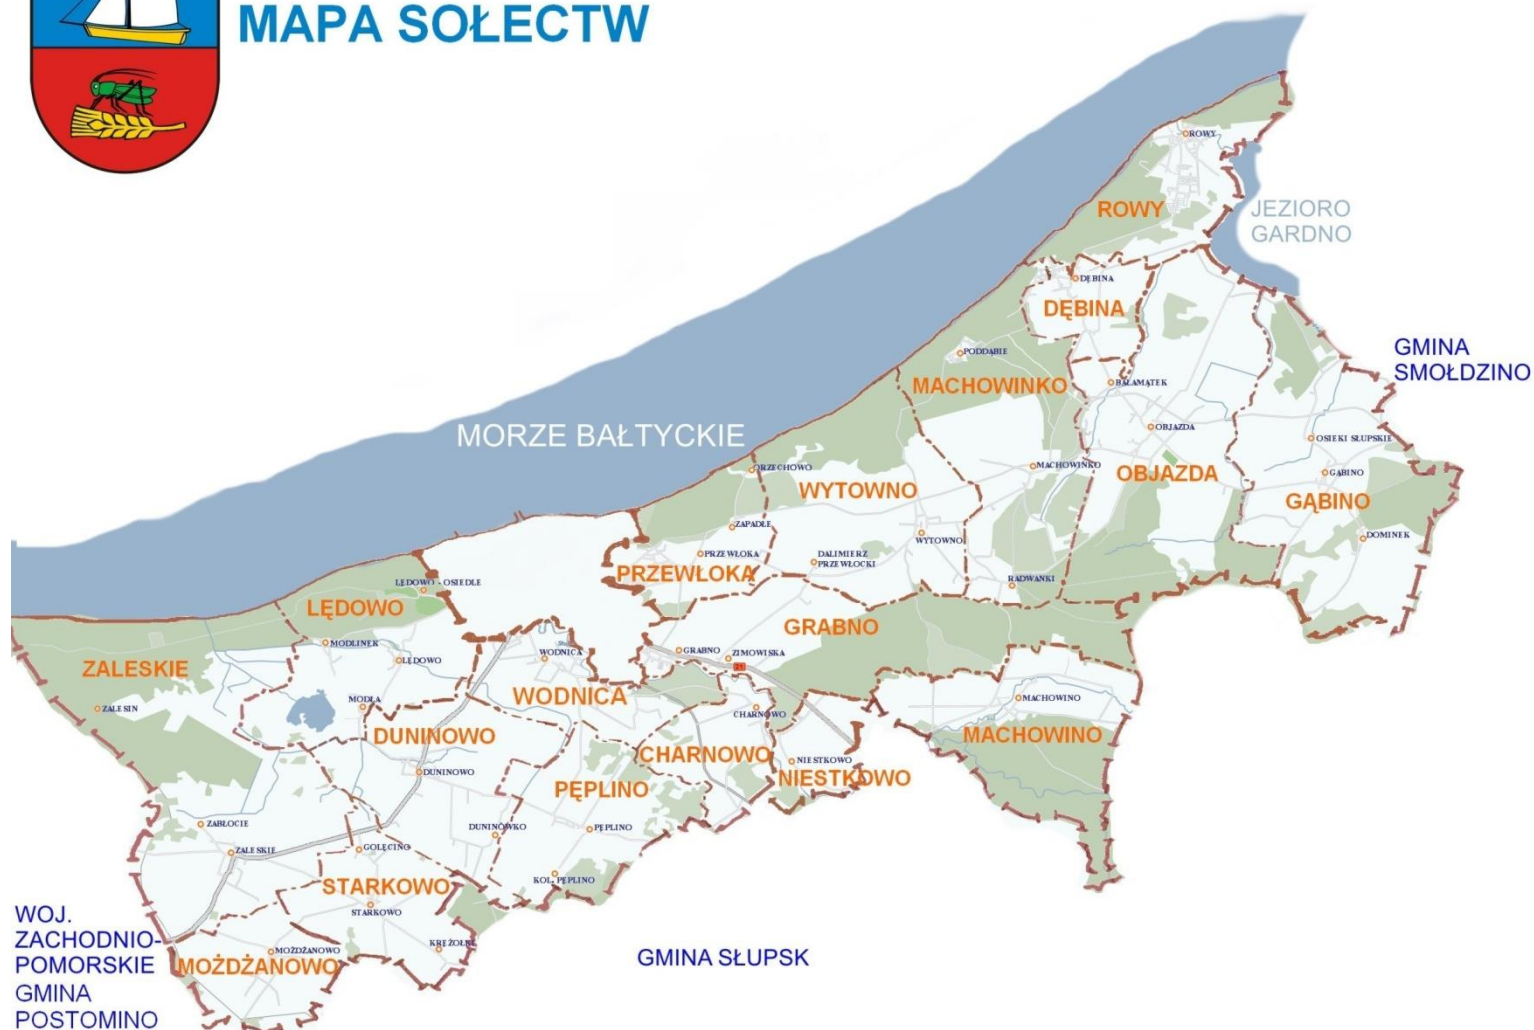 MAPA SOŁECTW
ROWY
ROWY
JEZIORO
GARDNO
DĘBINA
DĘBINA
GMINA
SMOŁDZINO
PODDĄBIE
MACHOWINKO
BAŁAMĄTEK
MORZE BAŁTYCKIE
OBJAZDA
OSIEKI SŁUPSKIE
ORZECHOWO
MACHOWINKO
OBJAZDA
GĄBINO
WYTOWNO
GĄBINO
ZAPADŁE
WYTOWNO
DOMINEK
PRZEWŁOKA
DALIMIERZ
PRZEWŁOCKI
PRZEWŁOKA
RADWANKI
LĘDOWO - OSIEDLE
LĘDOWO
GRABNO
MODLINEK
WODNICA
GRABNO
ZIMOWISKA
LĘDOWO
ZALESKIE
21
WODNICA
MACHOWINO
ZALESIN
MODŁA
CHARNOWO
DUNINOWO
MACHOWINO
CHARNOWO
NIESTKOWO
DUNINOWO
NIESTKOWO
PĘPLINO
ZABŁOCIE
DUNINÓWKO
PĘPLINO
ZALESKIE
GOLĘCINO
STARKOWO
KOL. PĘPLINO
STARKOWO
WOJ.
ZACHODNIO-
POMORSKIE
GMINA
POSTOMINO
MOŻDŻANOWO
MOŻDŻANOWO
GMINA SŁUPSK